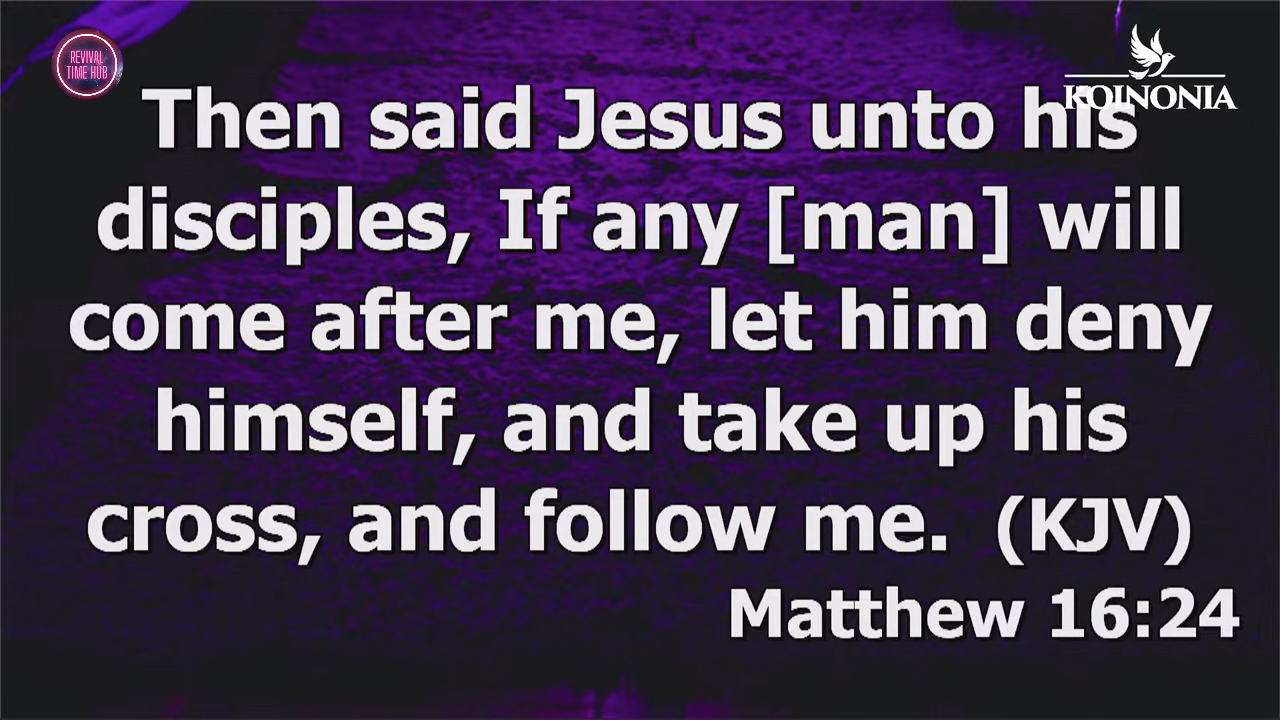 REVIVAL
TIME HUB
KOINONIA
Then said Jesus unto his
disciples, If any [man] will
come after me, let him deny
himself, and take up his
cross, and follow me. (KJV)
Matthew 16:24